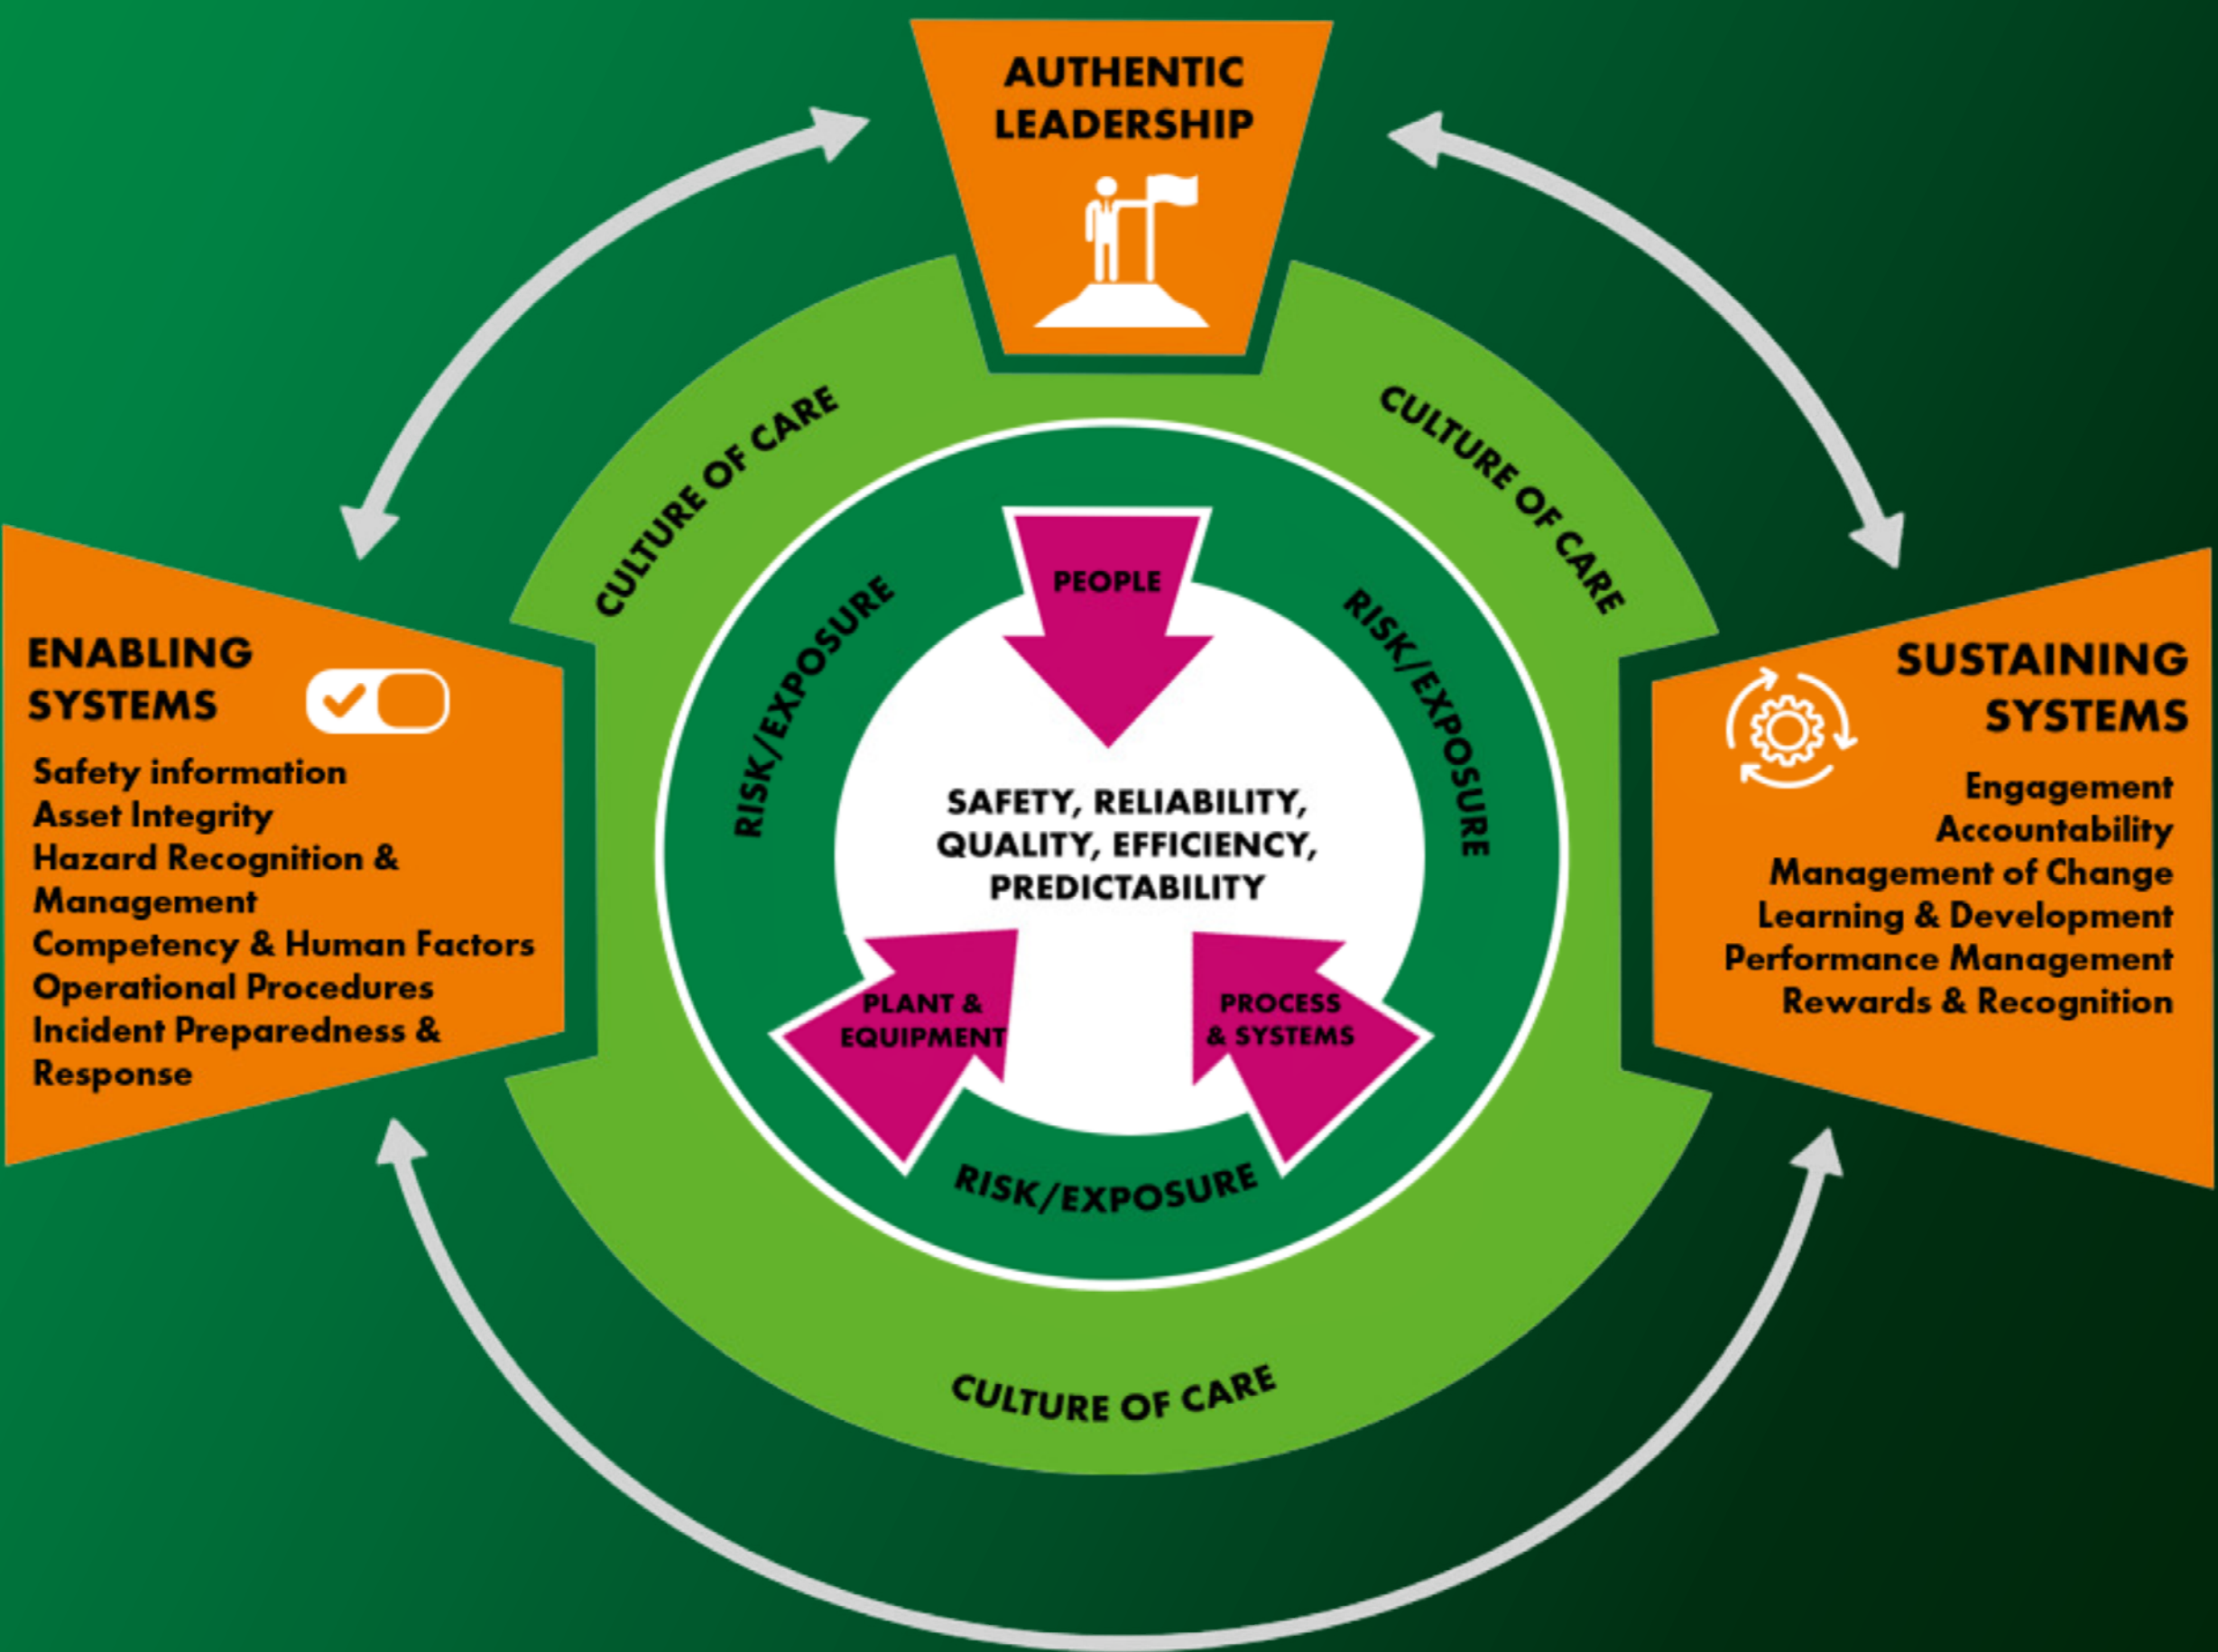 AUTHENTIC
LEADERSHIP
CULTURE OF CARE
CULTURE OF CARE
PEOPLE
RISK/EXPOSURE
RISK/EXPOSURE
ENABLING
SYSTEMS
Safety information
Asset Integrity
Hazard Recognition &
Management
Competency & Human Factors
Operational Procedures
Incident Preparedness &
Response
SAFETY, RELIABILITY,
QUALITY, EFFICIENCY,
PREDICTABILITY
PLANT &
EQUIPMENT
PROCESS
& SYSTEMS
SUSTAINING
SYSTEMS
Engagement
Accountability
Management of Change
Learning & Development
Performance Management
Rewards & Recognition
RISK/EXPOSURE
CULTURE OF CARE